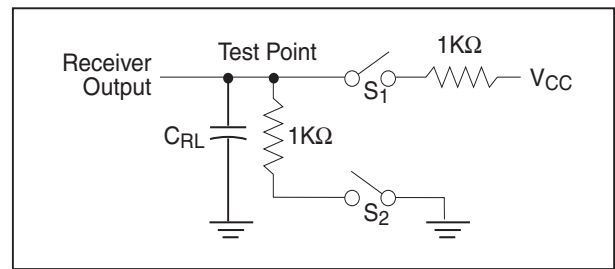 Receiver
Output
Test Point
1KΩ
S1
VCC
CRL
1KΩ
S2